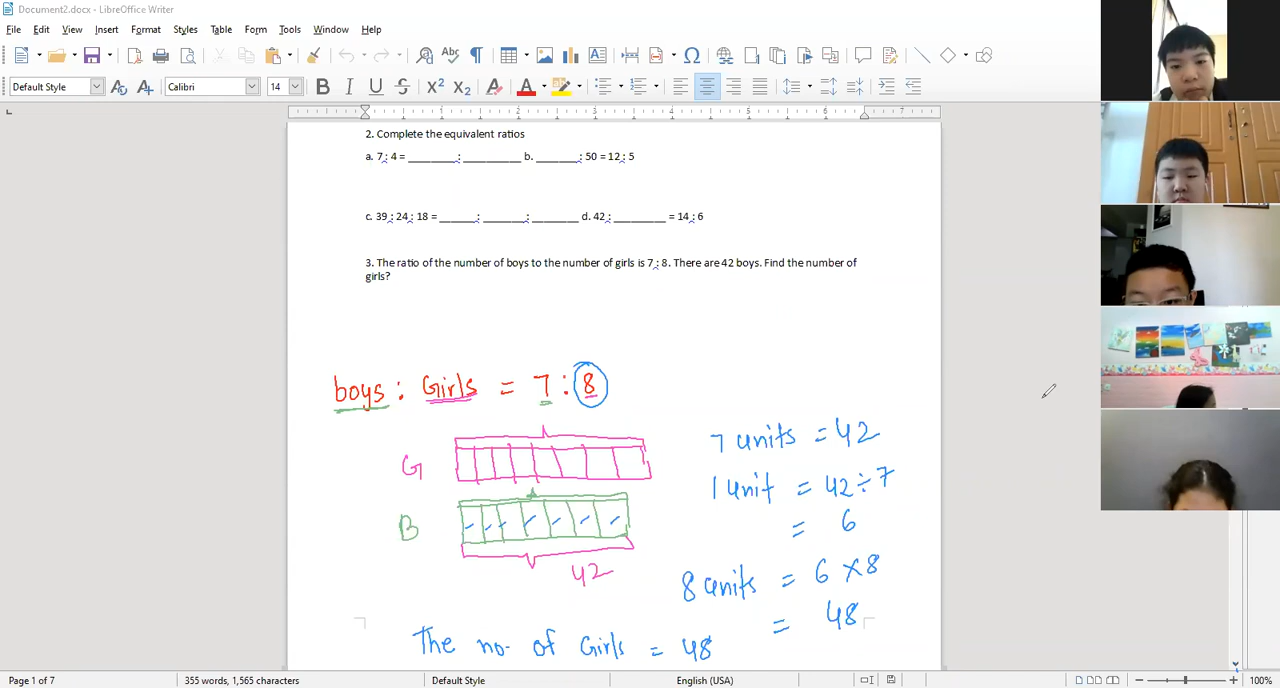 Document2.docx - LibreOffice Writer
File Edit View Insert Format Styles Table Form Tools Window Help
Default Style Calibri 14
2. Complete the equivalent ratios
a. 7 : 4 = ________ : __________ b. _______ : 50 = 12 : 5
c. 39 : 24 : 18 = ______ : _______ : ________ d. 42 : _________ = 14 : 6
3. The ratio of the number of boys to the number of girls is 7 : 8. There are 42 boys. Find the number of
girls?
boys : Girls = 7 : 8
G
B
42
7 units = 42
1 unit = 42 ÷ 7
= 6
8 units = 6 × 8
= 48
The no. of Girls = 48
Page 1 of 7 355 words, 1,565 characters Default Style English (USA) 100%